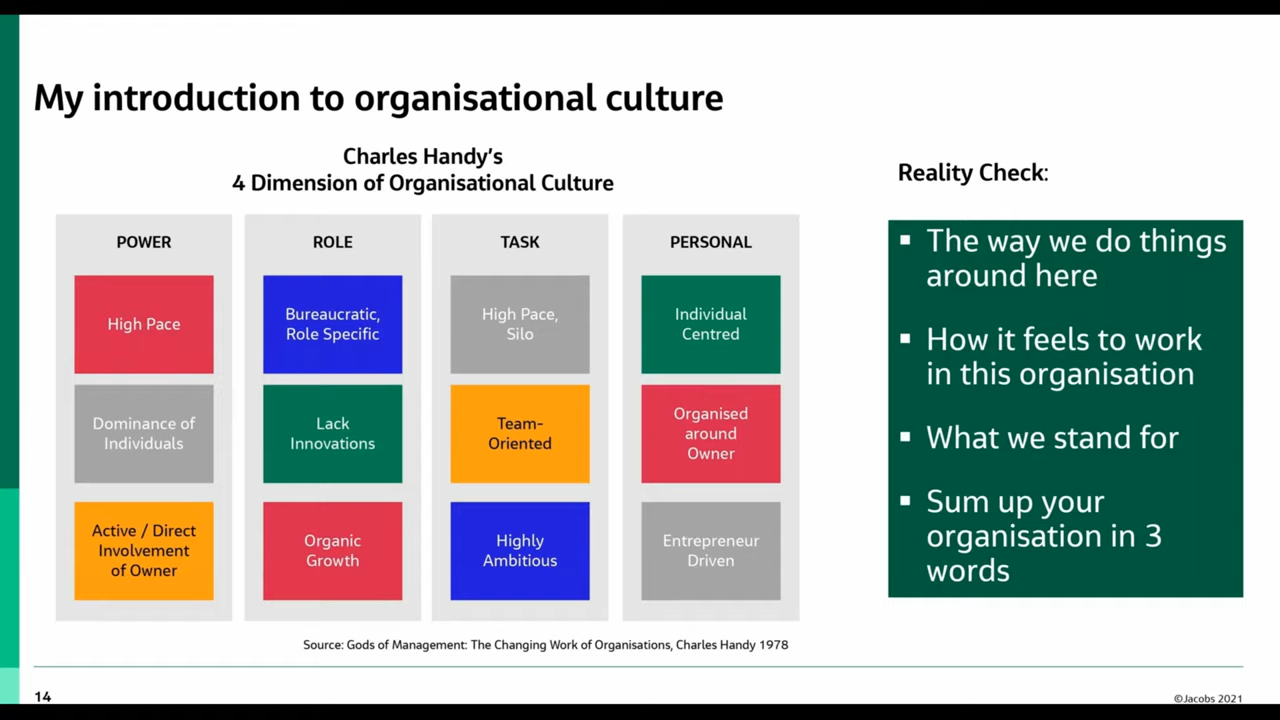 My introduction to organisational culture
Charles Handy's
4 Dimension of Organisational Culture
POWER
High Pace
Dominance of
Individuals
Active / Direct
Involvement
of Owner
ROLE
Bureaucratic,
Role Specific
Lack
Innovations
Organic
Growth
TASK
High Pace,
Silo
Team-
Oriented
Highly
Ambitious
PERSONAL
Individual
Centred
Organised
around
Owner
Entrepreneur
Driven
Source: Gods of Management: The Changing Work of Organisations, Charles Handy 1978
Reality Check:
▪ The way we do things
around here
▪ How it feels to work
in this organisation
▪ What we stand for
▪ Sum up your
organisation in 3
words
14
©Jacobs 2021